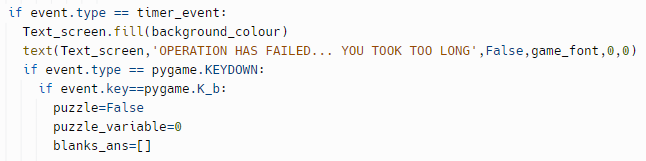 if event.type == timer_event:
Text_screen.fill(background_colour)
text(Text_screen,'OPERATION HAS FAILED... YOU TOOK TOO LONG',False,game_font,0,0)
if event.type == pygame.KEYDOWN:
if event.key==pygame.K_b:
puzzle=False
puzzle_variable=0
blanks_ans=[]